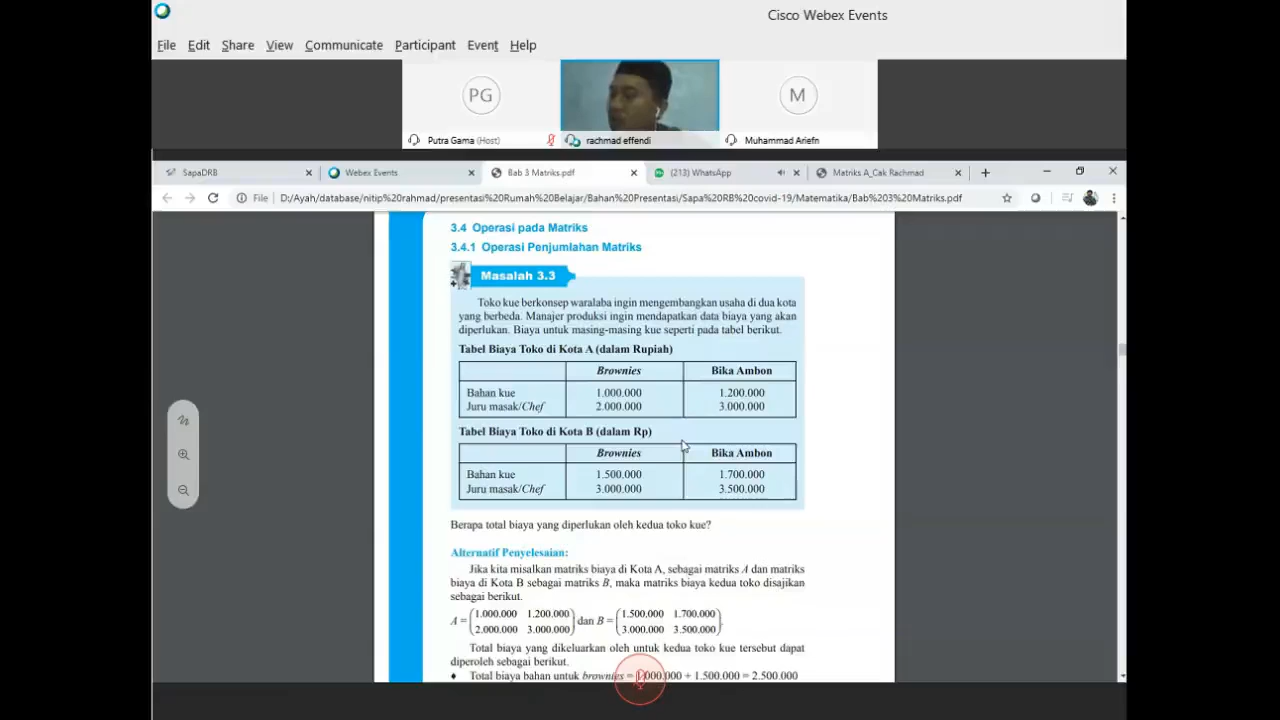 Cisco Webex Events
File Edit Share View Communicate Participant Event Help
PG
M
Putra Gama (Host)
rachmad effendi
Muhammad Ariefn
SapaDRB
Webex Events
Bab 3 Matriks.pdf
(213) WhatsApp
Matriks A_Cak Rachmad
File D:/Ayah/database/nitip%20rahmad/presentasi%20Rumah%20Belajar/Bahan%20Presentasi/Sapa%20RB%20covid-19/Matematika/Bab%203%20Matriks.pdf
3.4 Operasi pada Matriks
3.4.1 Operasi Penjumlahan Matriks
Masalah 3.3
Toko kue berkonsep waralaba ingin mengembangkan usaha di dua kota
yang berbeda. Manajer produksi ingin mendapatkan data biaya yang akan
diperlukan. Biaya untuk masing-masing kue seperti pada tabel berikut.
Tabel Biaya Toko di Kota A (dalam Rupiah)
Brownies Bika Ambon
Bahan kue 1.000.000 1.200.000
Juru masak/Chef 2.000.000 3.000.000
Tabel Biaya Toko di Kota B (dalam Rp)
Brownies Bika Ambon
Bahan kue 1.500.000 1.700.000
Juru masak/Chef 3.000.000 3.500.000
Berapa total biaya yang diperlukan oleh kedua toko kue?
Alternatif Penyelesaian:
Jika kita misalkan matriks biaya di Kota A, sebagai matriks A dan matriks
biaya di Kota B sebagai matriks B, maka matriks biaya kedua toko disajikan
sebagai berikut.
1.000.000 1.200.000 1.500.000 1.700.000
A = dan B =
2.000.000 3.000.000 3.000.000 3.500.000
Total biaya yang dikeluarkan oleh untuk kedua toko kue tersebut dapat
diperoleh sebagai berikut.
♦ Total biaya bahan untuk brownies = 1.000.000 + 1.500.000 = 2.500.000